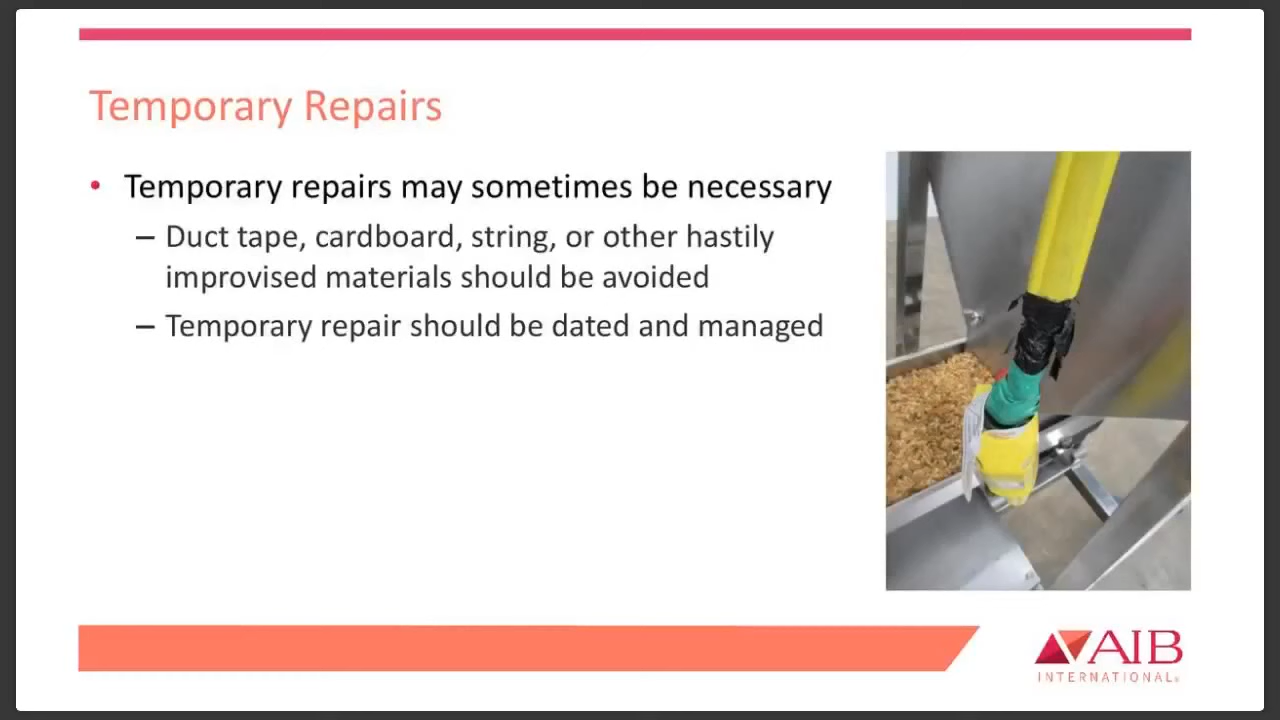 Temporary Repairs
• Temporary repairs may sometimes be necessary
– Duct tape, cardboard, string, or other hastily
improvised materials should be avoided
– Temporary repair should be dated and managed
AIB
INTERNATIONAL®